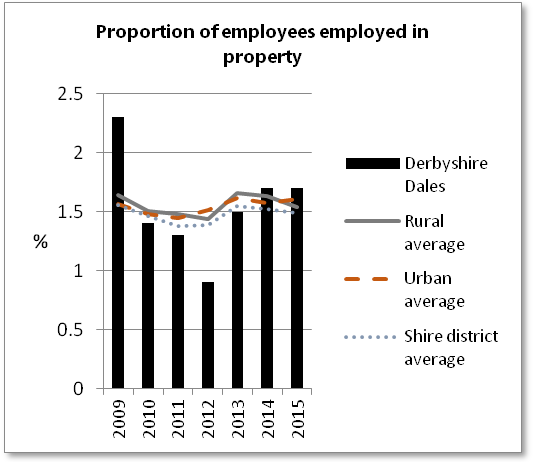 Proportion of employees employed in
property
2.5
2
1.5
1
0.5
0
%
2009 2010 2011 2012 2013 2014 2015
Derbyshire
Dales
Rural
average
Urban
average
Shire district
average